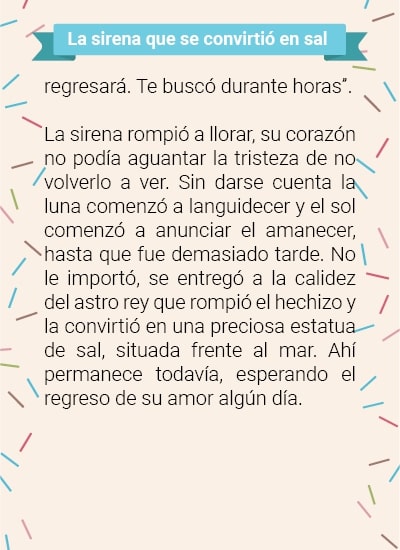 La sirena que se convirtió en sal
regresará. Te buscó durante horas”.
La sirena rompió a llorar, su corazón
no podía aguantar la tristeza de no
volverlo a ver. Sin darse cuenta la
luna comenzó a languidecer y el sol
comenzó a anunciar el amanecer,
hasta que fue demasiado tarde. No
le importó, se entregó a la calidez
del astro rey que rompió el hechizo y
la convirtió en una preciosa estatua
de sal, situada frente al mar. Ahí
permanece todavía, esperando el
regreso de su amor algún día.